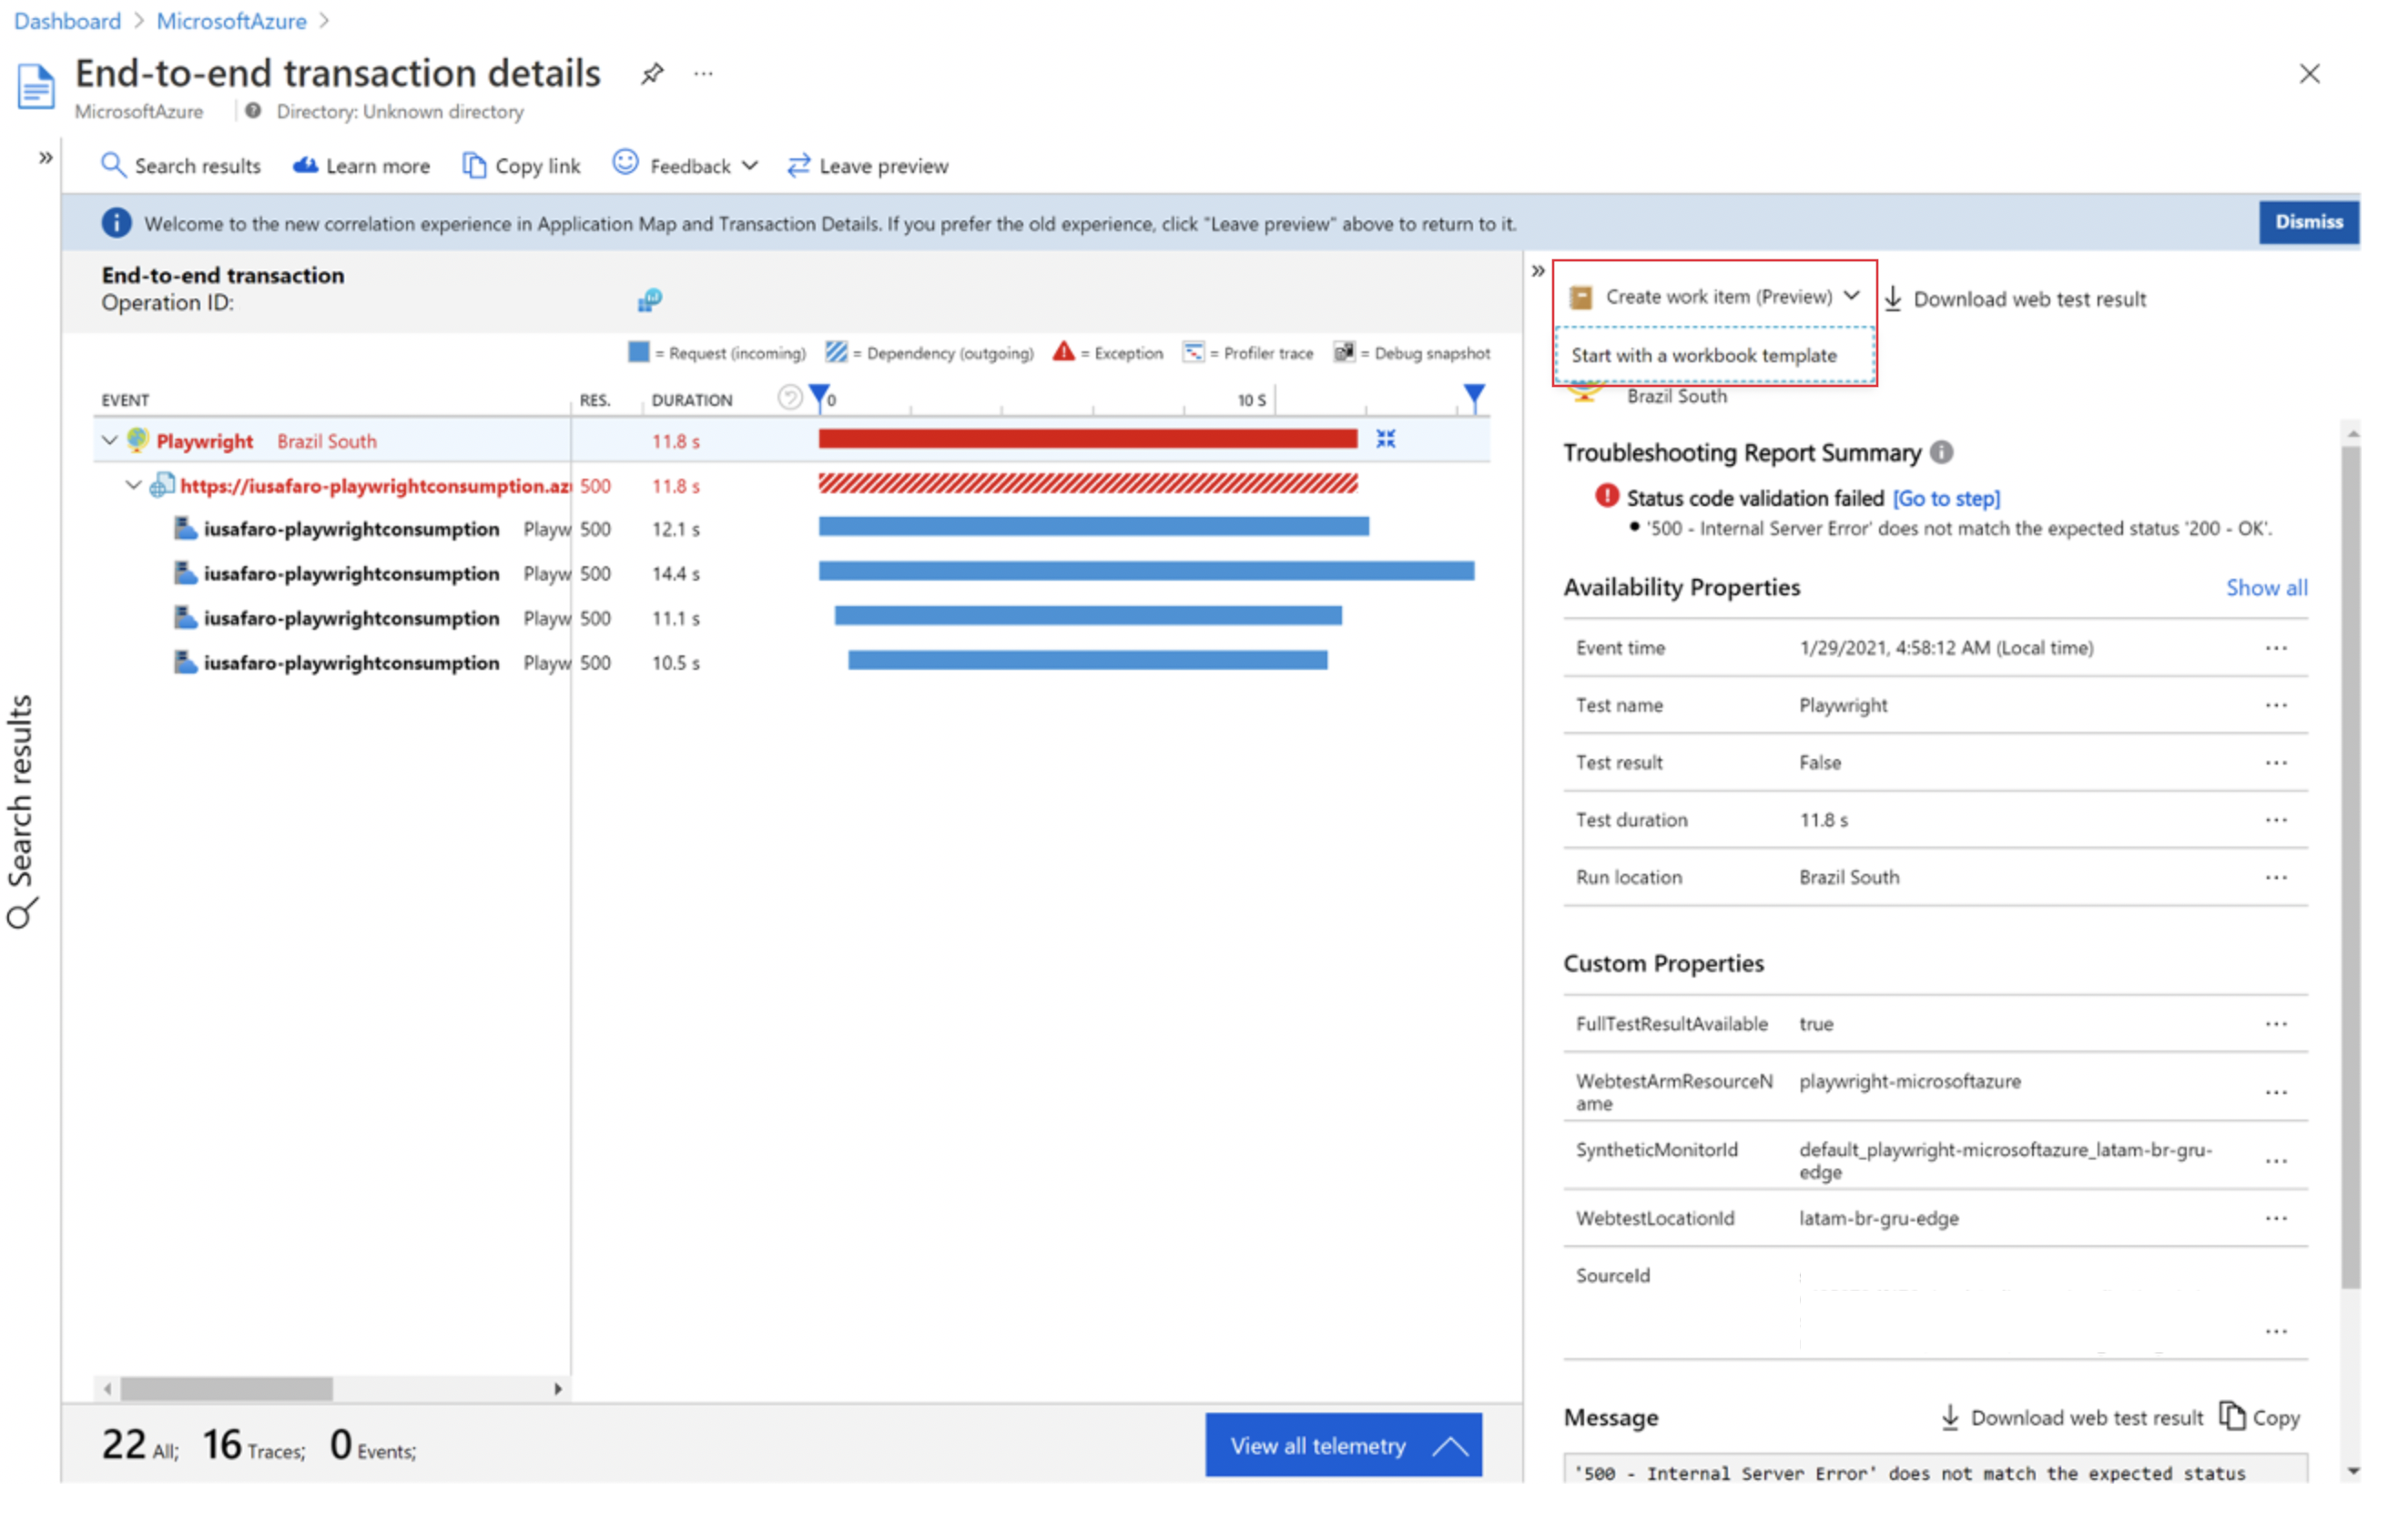 Dashboard > MicrosoftAzure >
End-to-end transaction details ...
MicrosoftAzure | Directory: Unknown directory
Search results Learn more Copy link Feedback Leave preview
Welcome to the new correlation experience in Application Map and Transaction Details. If you prefer the old experience, click "Leave preview" above to return to it. Dismiss
End-to-end transaction
Operation ID:
= Request (incoming) = Dependency (outgoing) = Exception = Profiler trace = Debug snapshot
EVENT RES. DURATION 0 10 S
Playwright Brazil South 11.8 s
https://iusafaro-playwrightconsumption.az 500 11.8 s
iusafaro-playwrightconsumption Playw 500 12.1 s
iusafaro-playwrightconsumption Playw 500 14.4 s
iusafaro-playwrightconsumption Playw 500 11.1 s
iusafaro-playwrightconsumption Playw 500 10.5 s
Search results
22 All; 16 Traces; 0 Events;
View all telemetry
Create work item (Preview) Download web test result
Start with a workbook template
Brazil South
Troubleshooting Report Summary
Status code validation failed [Go to step]
• '500 - Internal Server Error' does not match the expected status '200 - OK'.
Availability Properties Show all
Event time 1/29/2021, 4:58:12 AM (Local time) ...
Test name Playwright ...
Test result False ...
Test duration 11.8 s ...
Run location Brazil South ...
Custom Properties
FullTestResultAvailable true ...
WebtestArmResourceN playwright-microsoftazure ...
ame
SyntheticMonitorId default_playwright-microsoftazure_latam-br-gru- ...
edge
WebtestLocationId latam-br-gru-edge ...
SourceId ...
Message Download web test result Copy
'500 - Internal Server Error' does not match the expected status